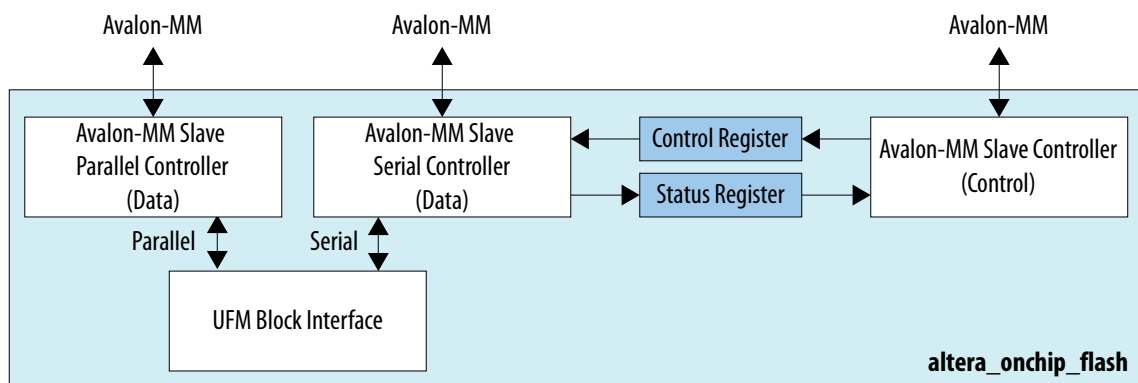 Avalon-MM
Avalon-MM
Avalon-MM
Avalon-MM Slave
Parallel Controller
(Data)
Avalon-MM Slave
Serial Controller
(Data)
Control Register
Status Register
Avalon-MM Slave Controller
(Control)
Parallel
Serial
UFM Block Interface
altera_onchip_flash